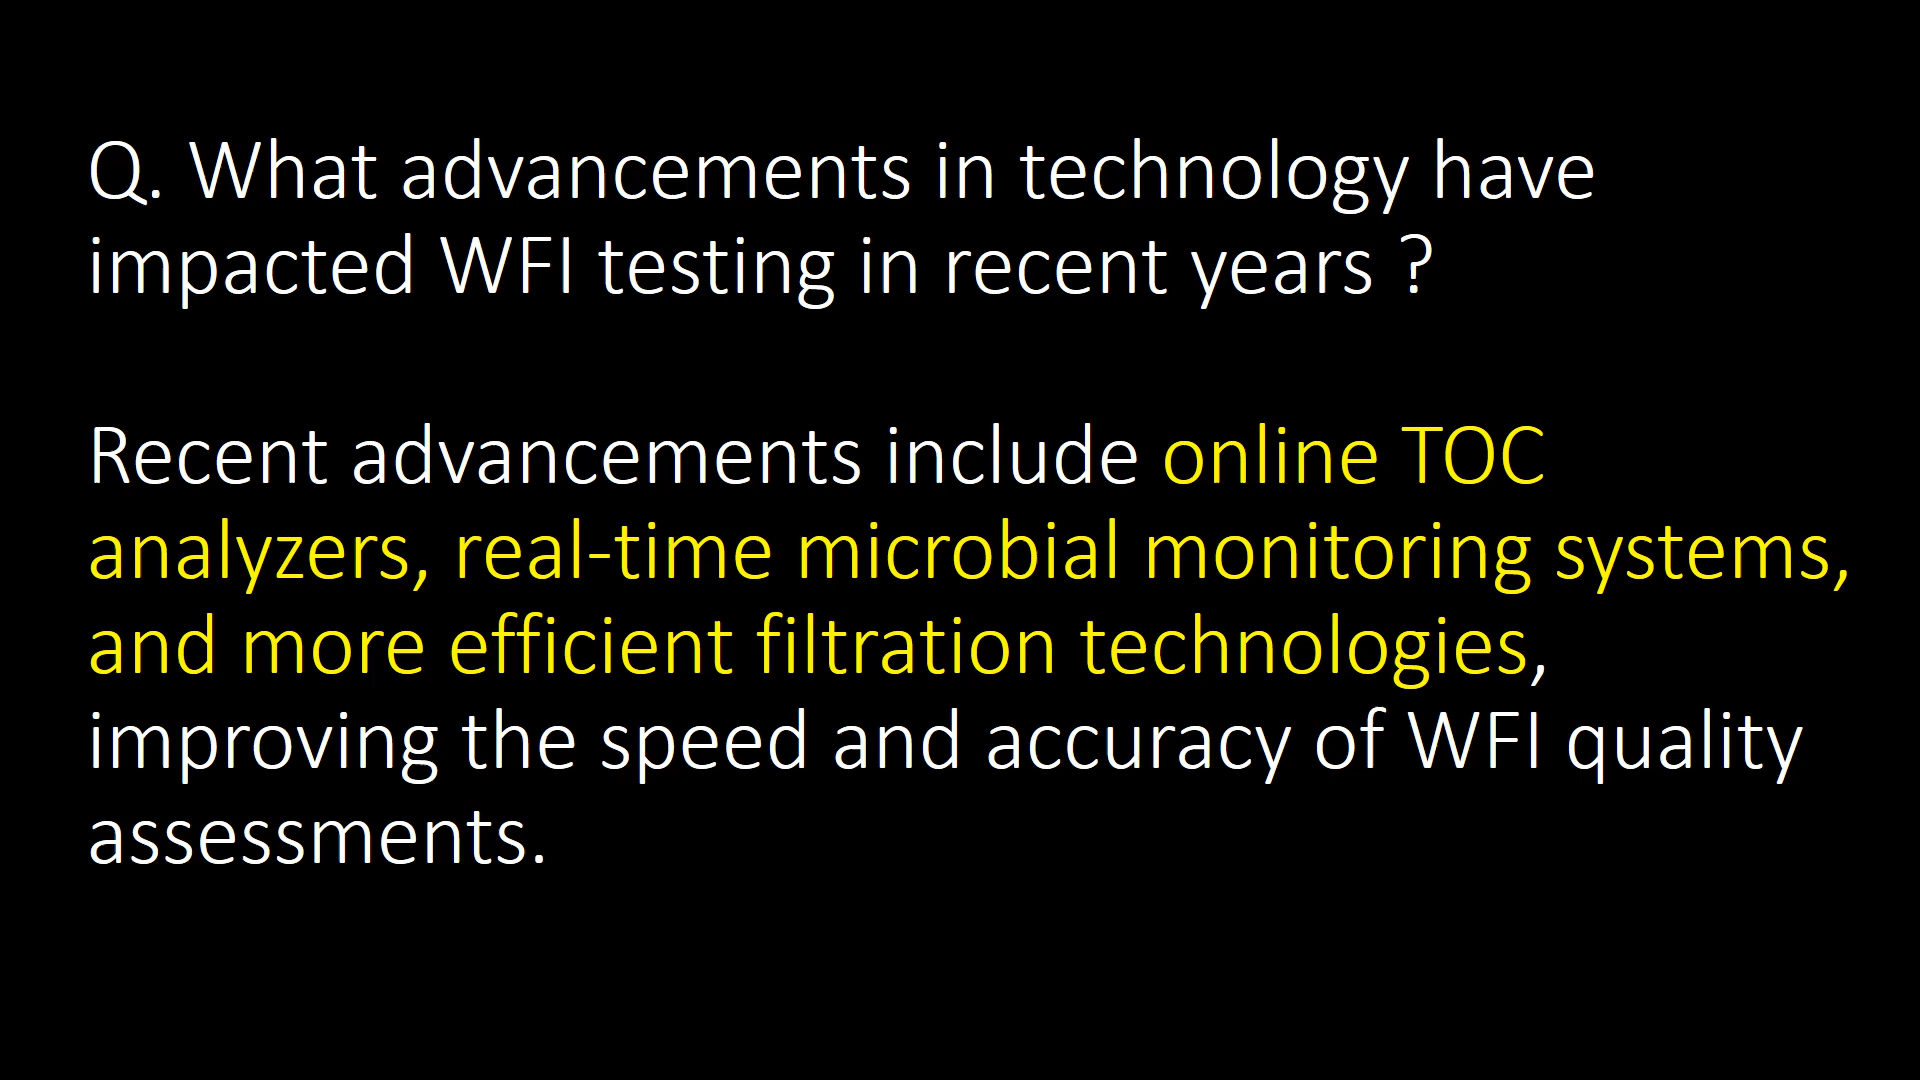 Q. What advancements in technology have
impacted WFI testing in recent years ?
Recent advancements include online TOC
analyzers, real-time microbial monitoring systems,
and more efficient filtration technologies,
improving the speed and accuracy of WFI quality
assessments.